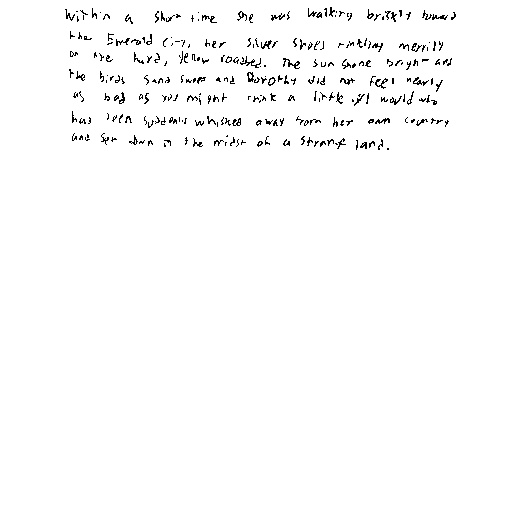 Within a short time she was walking briskly toward
the Emerald City, her Silver Shoes tinkling merrily
on the hard, yellow roadbed. The sun shone bright and
the birds sang sweet and Dorothy did not feel nearly
as bad as you might think a little girl would who
has been suddenly whisked away from her own country
and set down in the midst of a strange land.